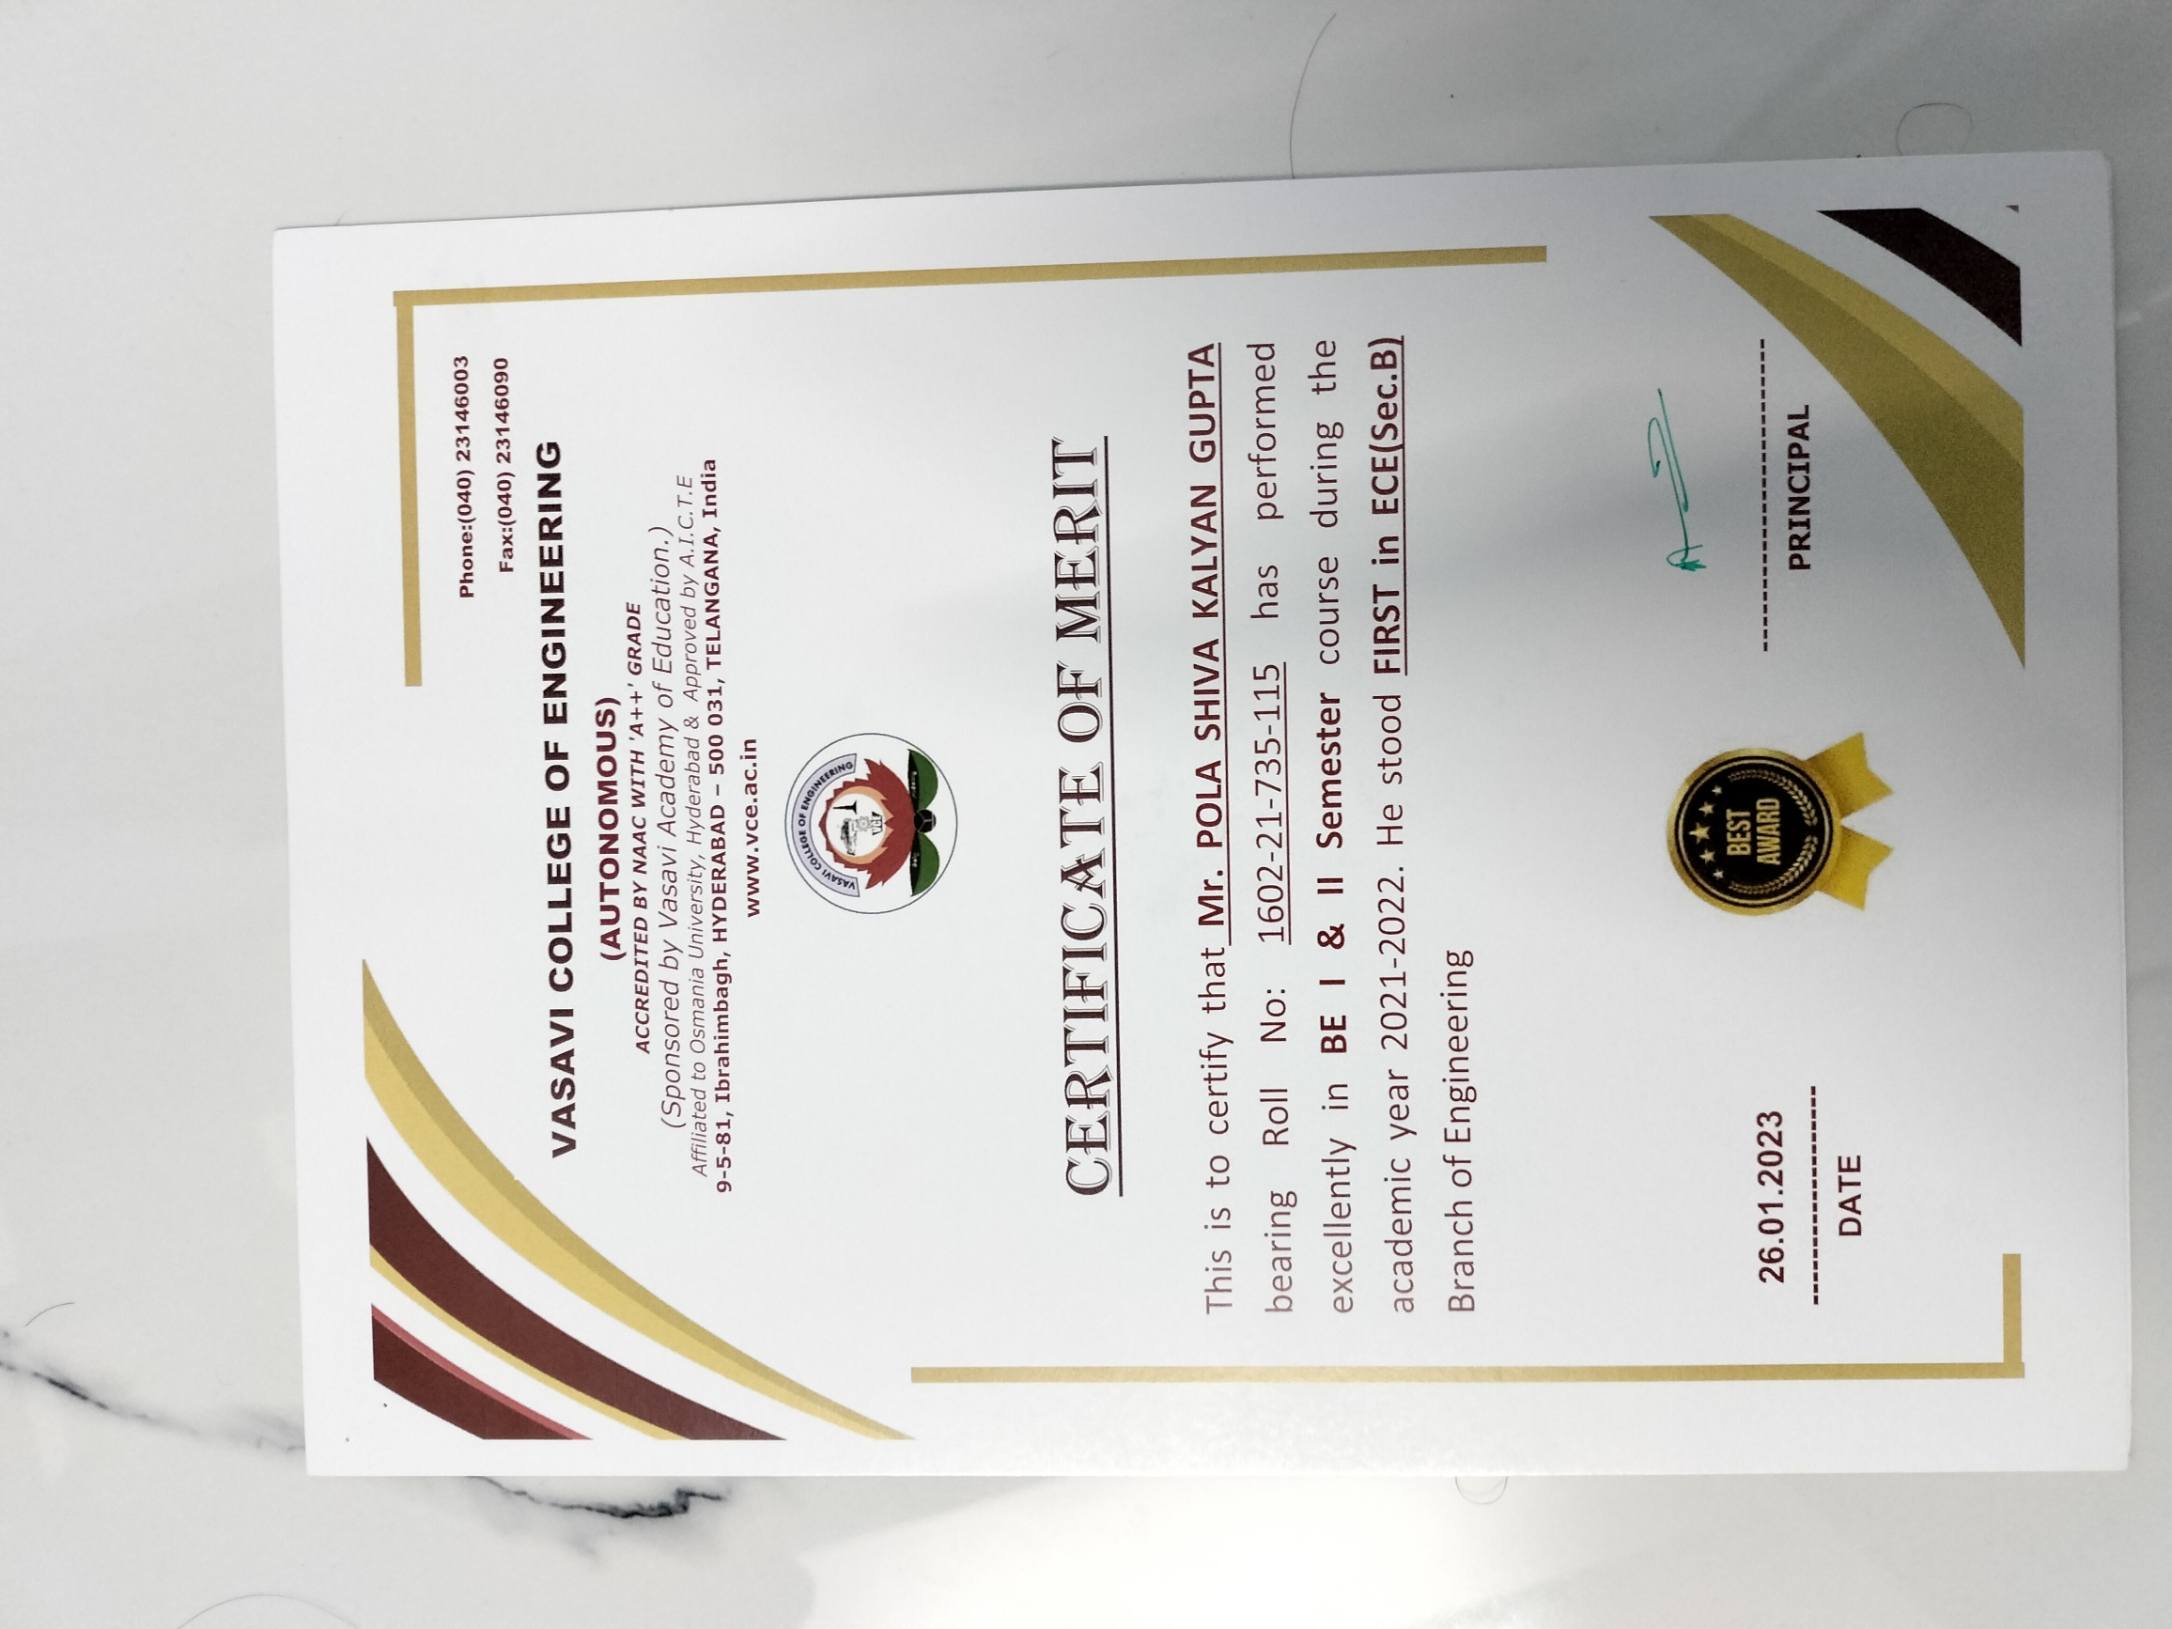 Phone:(040) 23146003
Fax:(040) 23146090
VASAVI COLLEGE OF ENGINEERING
(AUTONOMOUS)
ACCREDITED BY NAAC WITH 'A++' GRADE
(Sponsored by Vasavi Academy of Education.)
Affiliated to Osmania University, Hyderabad & Approved by A.I.C.T.E
9-5-81, Ibrahimbagh, HYDERABAD – 500 031, TELANGANA, India
www.vce.ac.in
VASAVI COLLEGE OF ENGINEERING
VCE
CERTIFICATE OF MERIT
This is to certify that Mr. POLA SHIVA KALYAN GUPTA
bearing Roll No: 1602-21-735-115 has performed
excellently in BE I & II Semester course during the
academic year 2021-2022. He stood FIRST in ECE(Sec.B)
Branch of Engineering
BEST
AWARD
26.01.2023
-------------------
DATE
---------------------------
PRINCIPAL